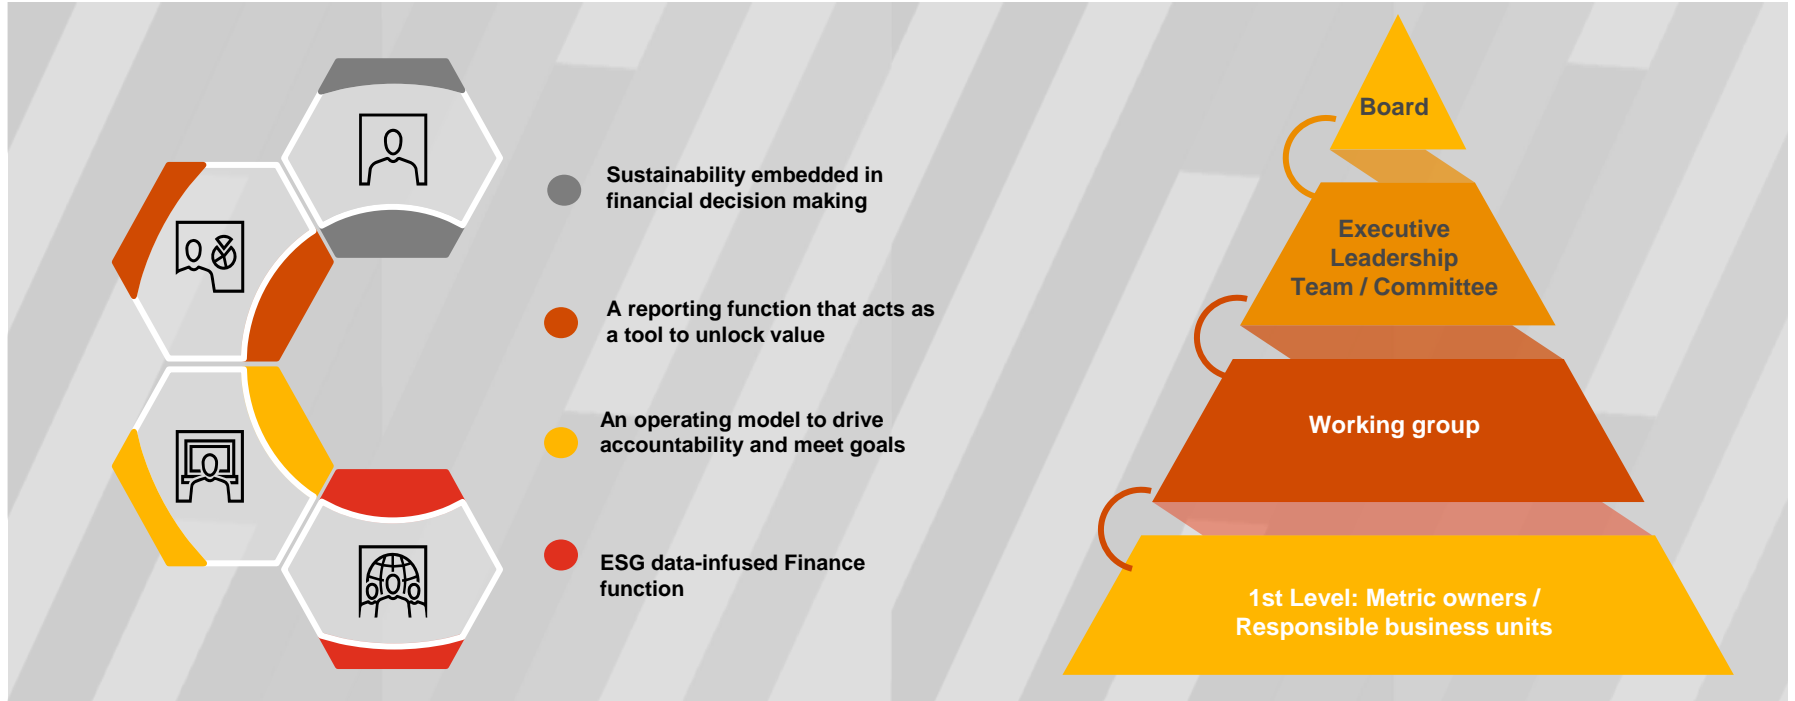 Sustainability embedded in
financial decision making
A reporting function that acts as
a tool to unlock value
An operating model to drive
accountability and meet goals
ESG data-infused Finance
function
Board
Executive
Leadership
Team / Committee
Working group
1st Level: Metric owners /
Responsible business units